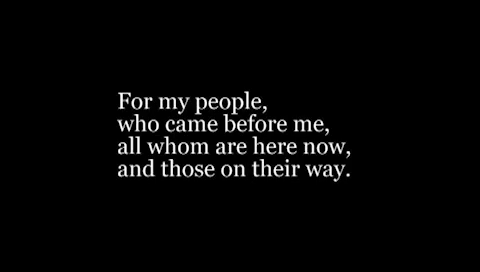 For my people,
who came before me,
all whom are here now,
and those on their way.